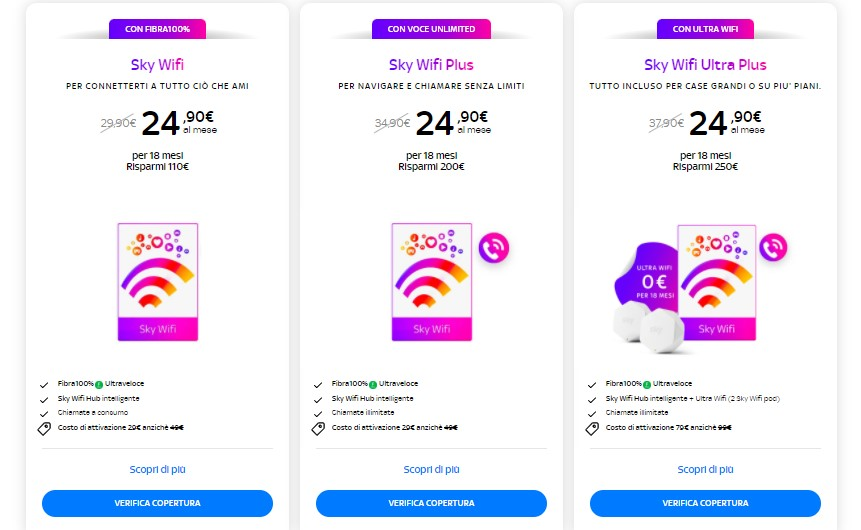 CON FIBRA100%
Sky Wifi
PER CONNETTERTI A TUTTO CIÒ CHE AMI
29,90€ 24,90€ al mese
per 18 mesi
Risparmi 110€
Sky Wifi
Fibra100% Ultraveloce
Sky Wifi Hub intelligente
Chiamate a consumo
Costo di attivazione 29€ anziché 49€
Scopri di più
VERIFICA COPERTURA
CON VOCE UNLIMITED
Sky Wifi Plus
PER NAVIGARE E CHIAMARE SENZA LIMITI
34,90€ 24,90€ al mese
per 18 mesi
Risparmi 200€
Sky Wifi
Fibra100% Ultraveloce
Sky Wifi Hub intelligente
Chiamate illimitate
Costo di attivazione 29€ anziché 49€
Scopri di più
VERIFICA COPERTURA
CON ULTRA WIFI
Sky Wifi Ultra Plus
TUTTO INCLUSO PER CASE GRANDI O SU PIU' PIANI.
37,90€ 24,90€ al mese
per 18 mesi
Risparmi 250€
ULTRA WIFI
0€
PER 18 MESI
Sky Wifi
Fibra100% Ultraveloce
Sky Wifi Hub intelligente + Ultra Wifi (2 Sky Wifi pod)
Chiamate illimitate
Costo di attivazione 79€ anziché 99€
Scopri di più
VERIFICA COPERTURA